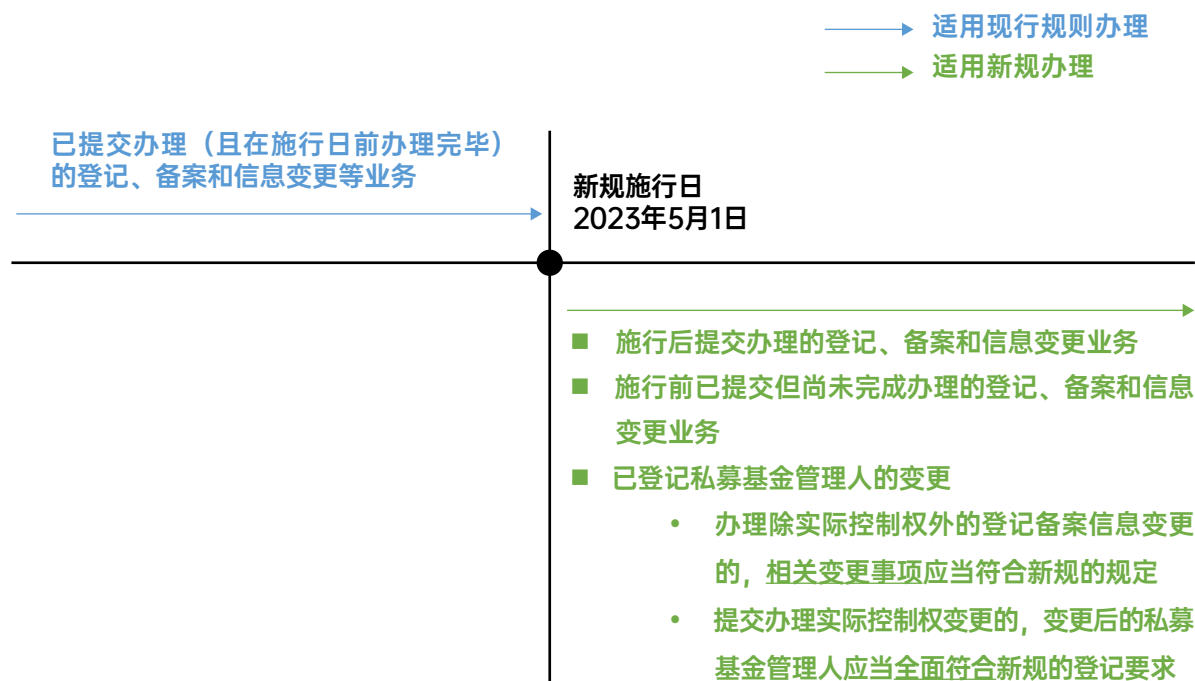 适用现行规则办理
适用新规办理
已提交办理（且在施行日前办理完毕）
的登记、备案和信息变更等业务
新规施行日
2023年5月1日
■ 施行后提交办理的登记、备案和信息变更业务
■ 施行前已提交但尚未完成办理的登记、备案和信息
变更业务
■ 已登记私募基金管理人的变更
• 办理除实际控制权外的登记备案信息变更
的，相关变更事项应当符合新规的规定
• 提交办理实际控制权变更的，变更后的私募
基金管理人应当全面符合新规的登记要求